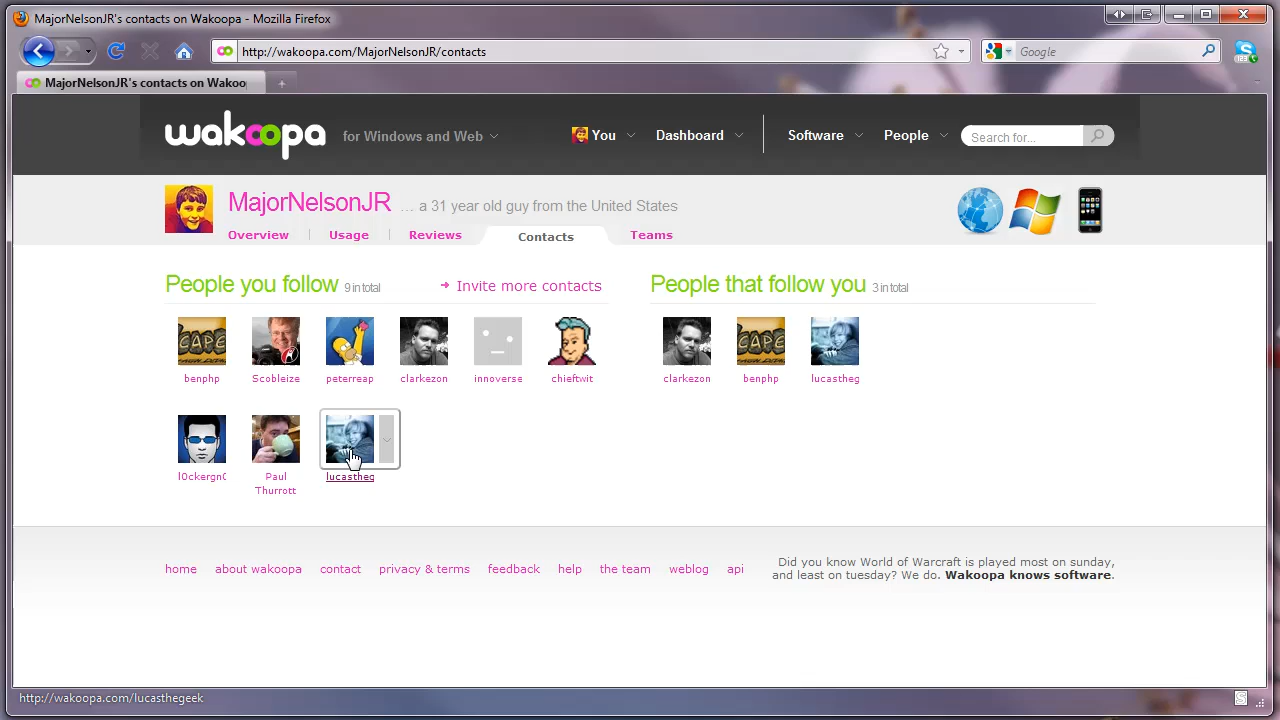 MajorNelsonJR's contacts on Wakoopa - Mozilla Firefox
http://wakoopa.com/MajorNelsonJR/contacts
Google
MajorNelsonJR's contacts on Wakoo
wakoopa
for Windows and Web
You
Dashboard
Software
People
Search for...
MajorNelsonJR ... a 31 year old guy from the United States
Overview
Usage
Reviews
Contacts
Teams
People you follow 9 in total
Invite more contacts
People that follow you 3 in total
benphp
Scobleize
peterreap
clarkezon
innoverse
chieftwit
clarkezon
benphp
lucastheg
l0ckergn0
Paul
Thurrott
lucastheg
home
about wakoopa
contact
privacy & terms
feedback
help
the team
weblog
api
Did you know World of Warcraft is played most on sunday,
and least on tuesday? We do. Wakoopa knows software.
http://wakoopa.com/lucasthegeek